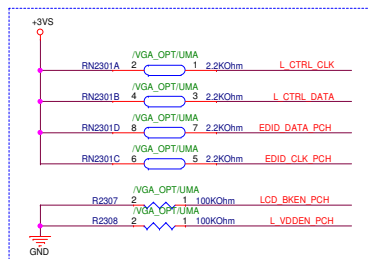 +3VS
/VGA_OPT/UMA
RN2301A 2 1 2.2KOhm L_CTRL_CLK
/VGA_OPT/UMA
RN2301B 4 3 2.2KOhm L_CTRL_DATA
/VGA_OPT/UMA
RN2301D 8 7 2.2KOhm EDID_DATA_PCH
/VGA_OPT/UMA
RN2301C 6 5 2.2KOhm EDID_CLK_PCH
/VGA_OPT/UMA
R2307 2 1 100KOhm LCD_BKEN_PCH
/VGA_OPT/UMA
R2308 2 1 100KOhm L_VDDEN_PCH
GND